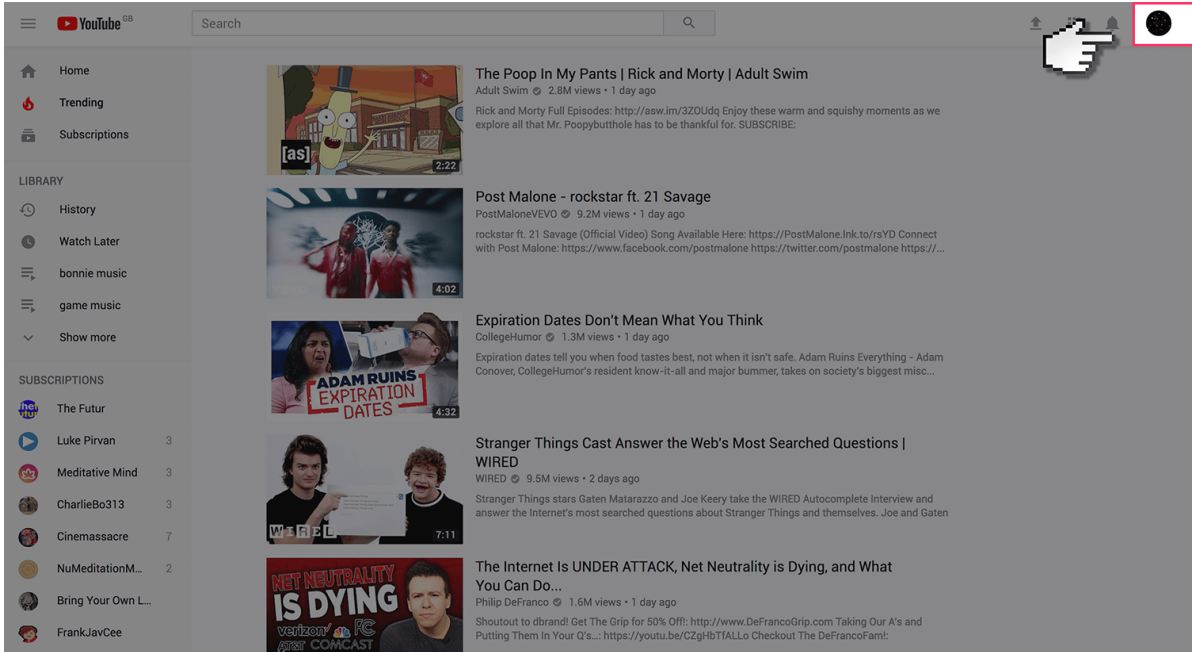 YouTube GB
Search
Home
Trending
Subscriptions
LIBRARY
History
Watch Later
bonnie music
game music
Show more
SUBSCRIPTIONS
The Futur
Luke Pirvan 3
Meditative Mind 3
CharlieBo313 3
Cinemassacre 7
NuMeditationM... 2
Bring Your Own L...
FrankJavCee
[as]
2:22
The Poop In My Pants | Rick and Morty | Adult Swim
Adult Swim 2.8M views • 1 day ago
Rick and Morty Full Episodes: http://asw.im/3ZOUdq Enjoy these warm and squishy moments as we
explore all that Mr. Poopybutthole has to be thankful for. SUBSCRIBE:
4:02
Post Malone - rockstar ft. 21 Savage
PostMaloneVEVO 9.2M views • 1 day ago
rockstar ft. 21 Savage (Official Video) Song Available Here: https://PostMalone.lnk.to/rsYD Connect
with Post Malone: https://www.facebook.com/postmalone https://twitter.com/postmalone https://...
ADAM RUINS
EXPIRATION
DATES
4:32
Expiration Dates Don't Mean What You Think
CollegeHumor 1.3M views • 1 day ago
Expiration dates tell you when food tastes best, not when it isn't safe. Adam Ruins Everything - Adam
Conover, CollegeHumor's resident know-it-all and major bummer, takes on society's biggest misc...
WIRED
7:11
Stranger Things Cast Answer the Web's Most Searched Questions |
WIRED
WIRED 9.5M views • 2 days ago
Stranger Things stars Gaten Matarazzo and Joe Keery take the WIRED Autocomplete Interview and
answer the Internet's most searched questions about Stranger Things and themselves. Joe and Gaten
NET NEUTRALITY
IS DYING
verizon FC
AT&T COMCAST
The Internet Is UNDER ATTACK, Net Neutrality is Dying, and What
You Can Do...
Philip DeFranco 1.6M views • 1 day ago
Shoutout to dbrand! Get The Grip for 50% Off!: http://www.DeFrancoGrip.com Taking Our A's and
Putting Them In Your Q's...: https://youtu.be/CZgHbTfALLo Checkout The DeFrancoFam!: